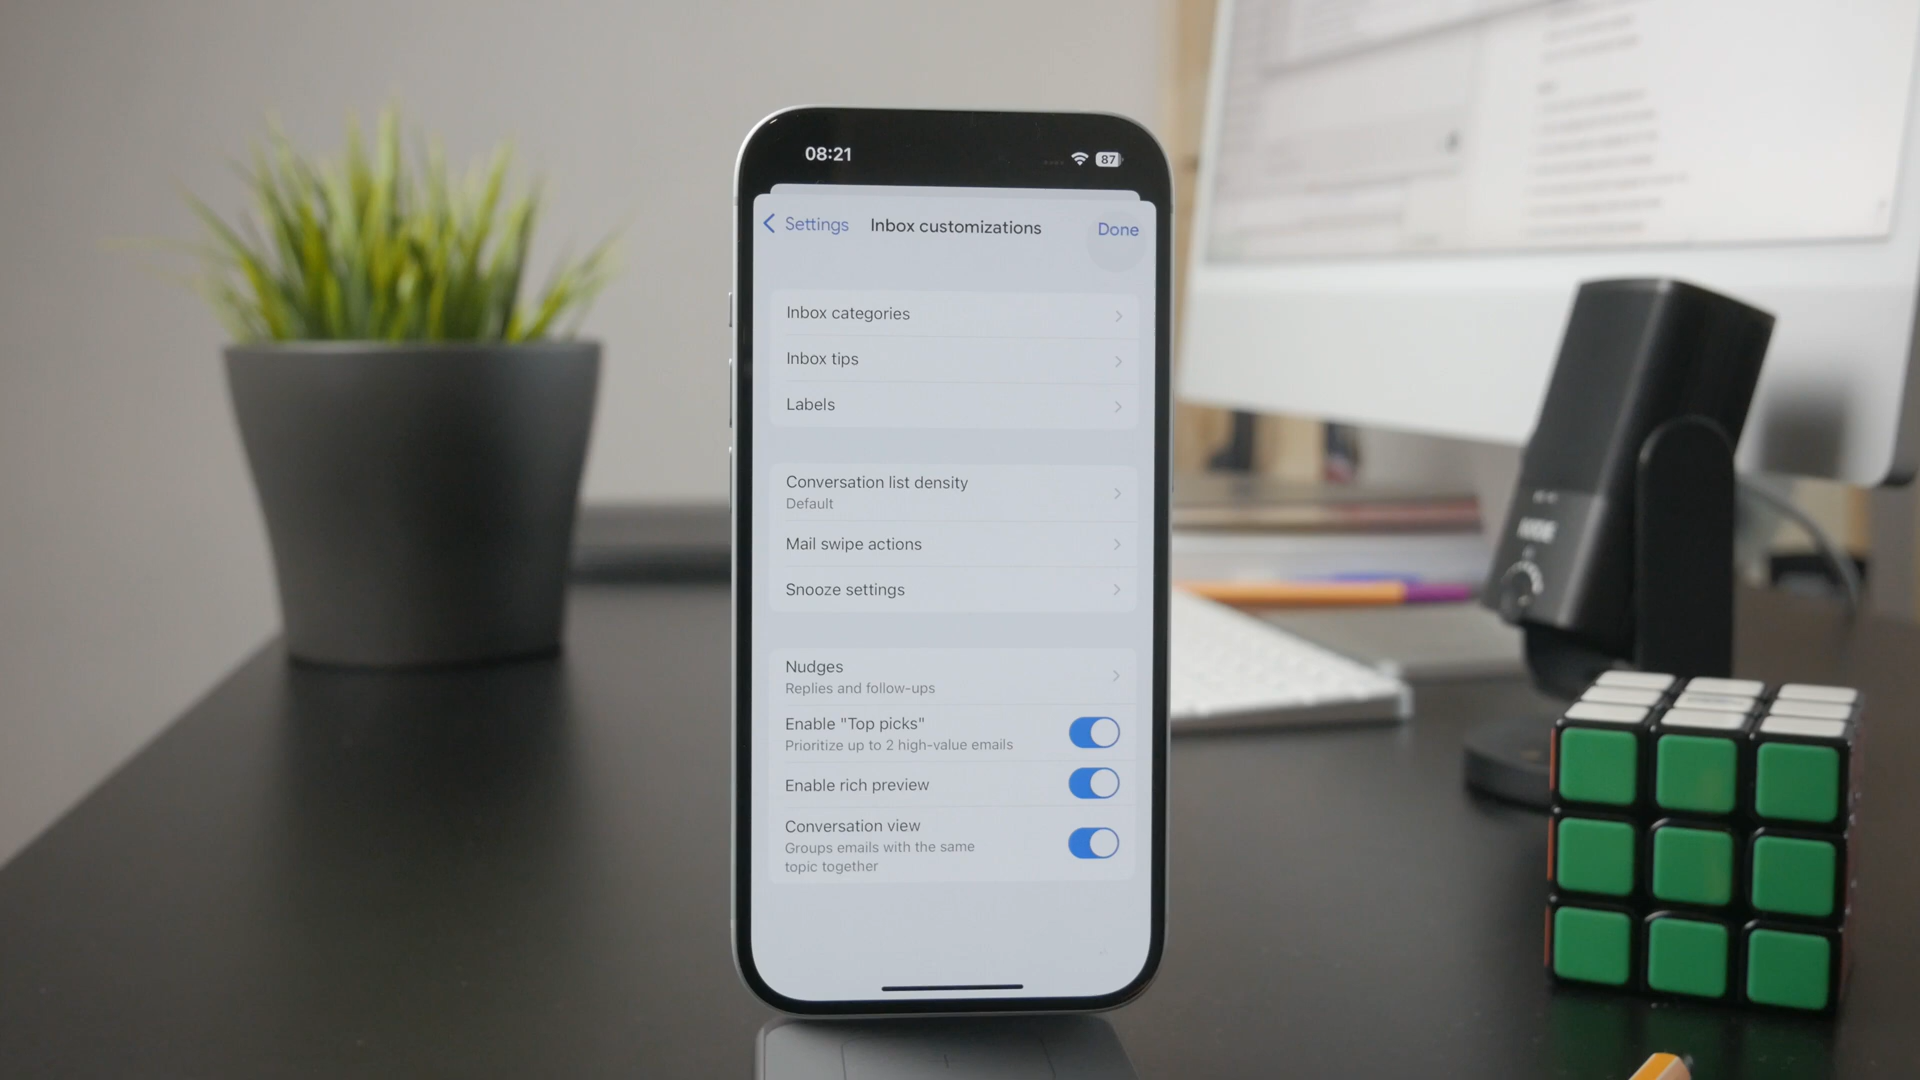 08:21
87
Settings
Inbox customizations
Done
Inbox categories
Inbox tips
Labels
Conversation list density
Default
Mail swipe actions
Snooze settings
Nudges
Replies and follow-ups
Enable "Top picks"
Prioritize up to 2 high-value emails
Enable rich preview
Conversation view
Groups emails with the same
topic together